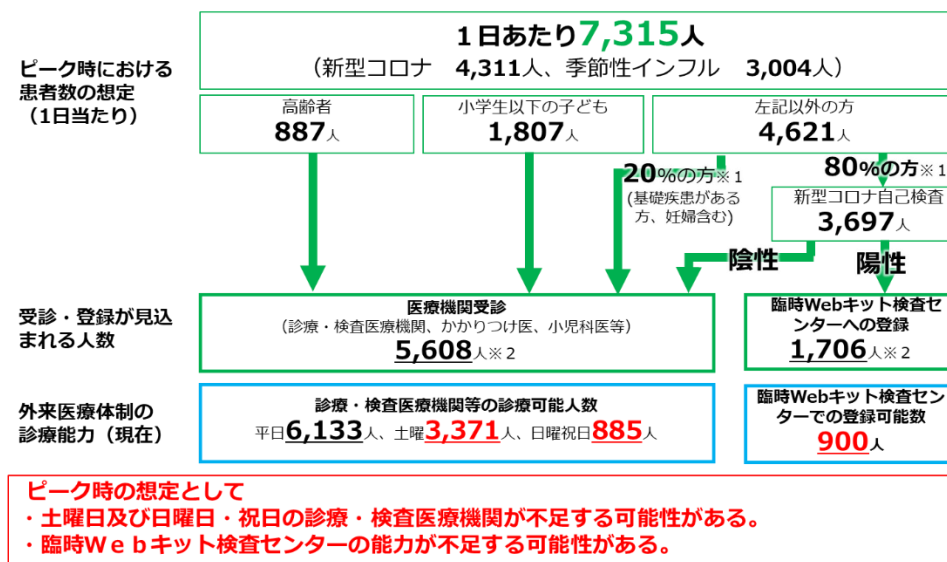 ピーク時における
患者数の想定
(1日当たり)
1日あたり7,315人
(新型コロナ 4,311人、季節性インフル 3,004人)
高齢者
887人
小学生以下の子ども
1,807人
左記以外の方
4,621人
20%の方※1
(基礎疾患がある
方、妊婦含む)
80%の方※1
新型コロナ自己検査
3,697人
陰性
陽性
受診・登録が見込
まれる人数
医療機関受診
(診療・検査医療機関、かかりつけ医、小児科医等)
5,608人※2
臨時Webキット検査セ
ンターへの登録
1,706人※2
外来医療体制の
診療能力(現在)
診療・検査医療機関等の診療可能人数
平日6,133人、土曜3,371人、日曜祝日885人
臨時Webキット検査セン
ターでの登録可能数
900人
ピーク時の想定として
・土曜日及び日曜日・祝日の診療・検査医療機関が不足する可能性がある。
・臨時Webキット検査センターの能力が不足する可能性がある。